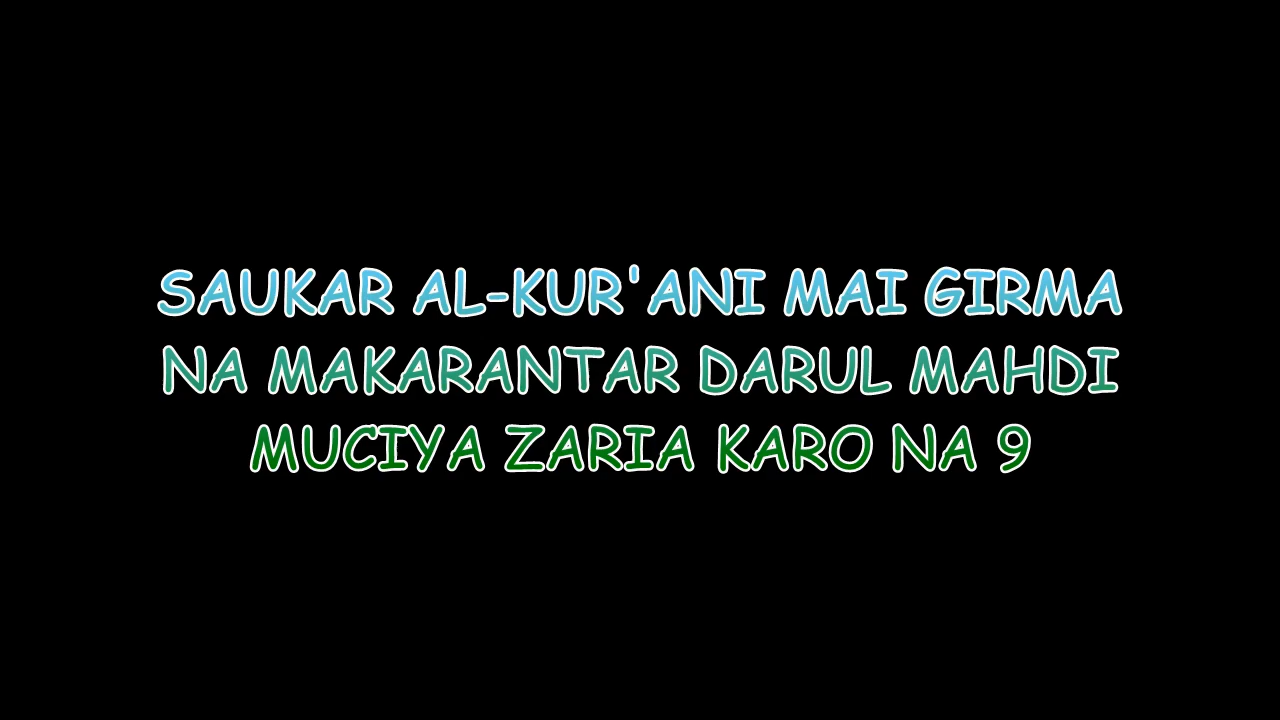 SAUKAR AL-KUR'ANI MAI GIRMA
NA MAKARANTAR DARUL MAHDI
MUCIYA ZARIA KARO NA 9